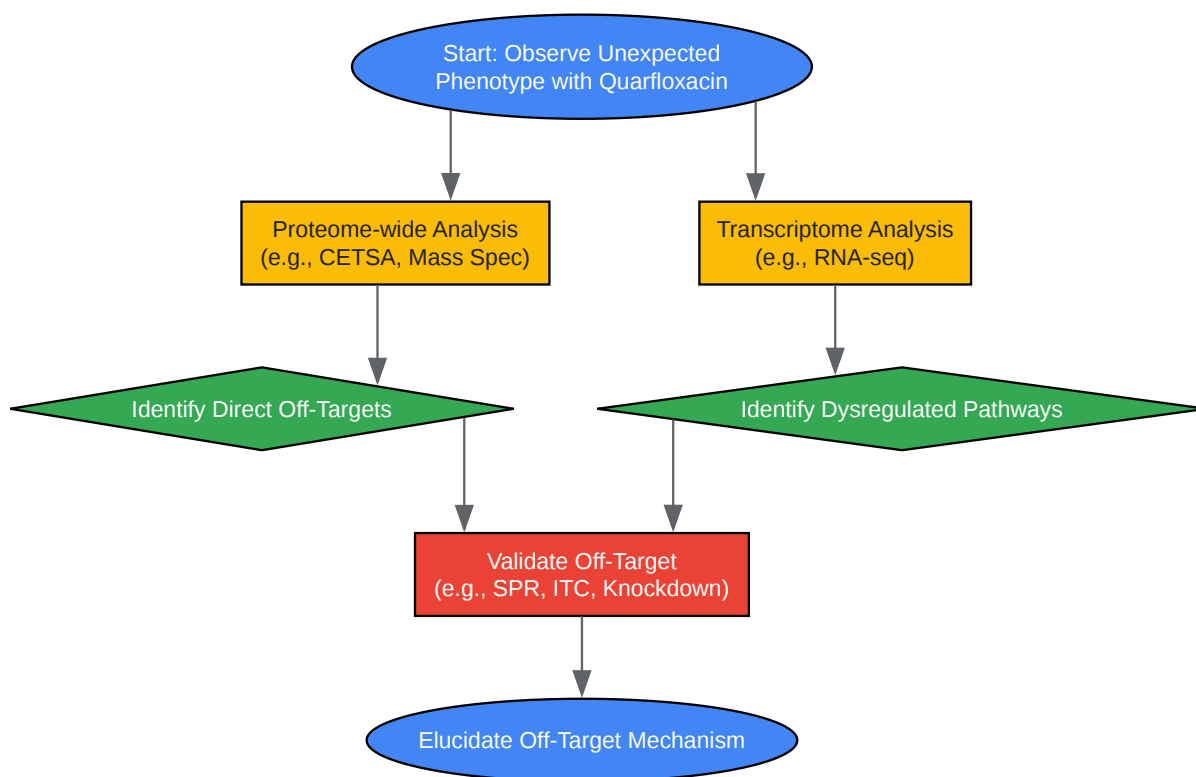 Start: Observe Unexpected
Phenotype with Quarfloxacin
Proteome-wide Analysis
(e.g., CETSA, Mass Spec)
Transcriptome Analysis
(e.g., RNA-seq)
Identify Direct Off-Targets
Identify Dysregulated Pathways
Validate Off-Target
(e.g., SPR, ITC, Knockdown)
Elucidate Off-Target Mechanism